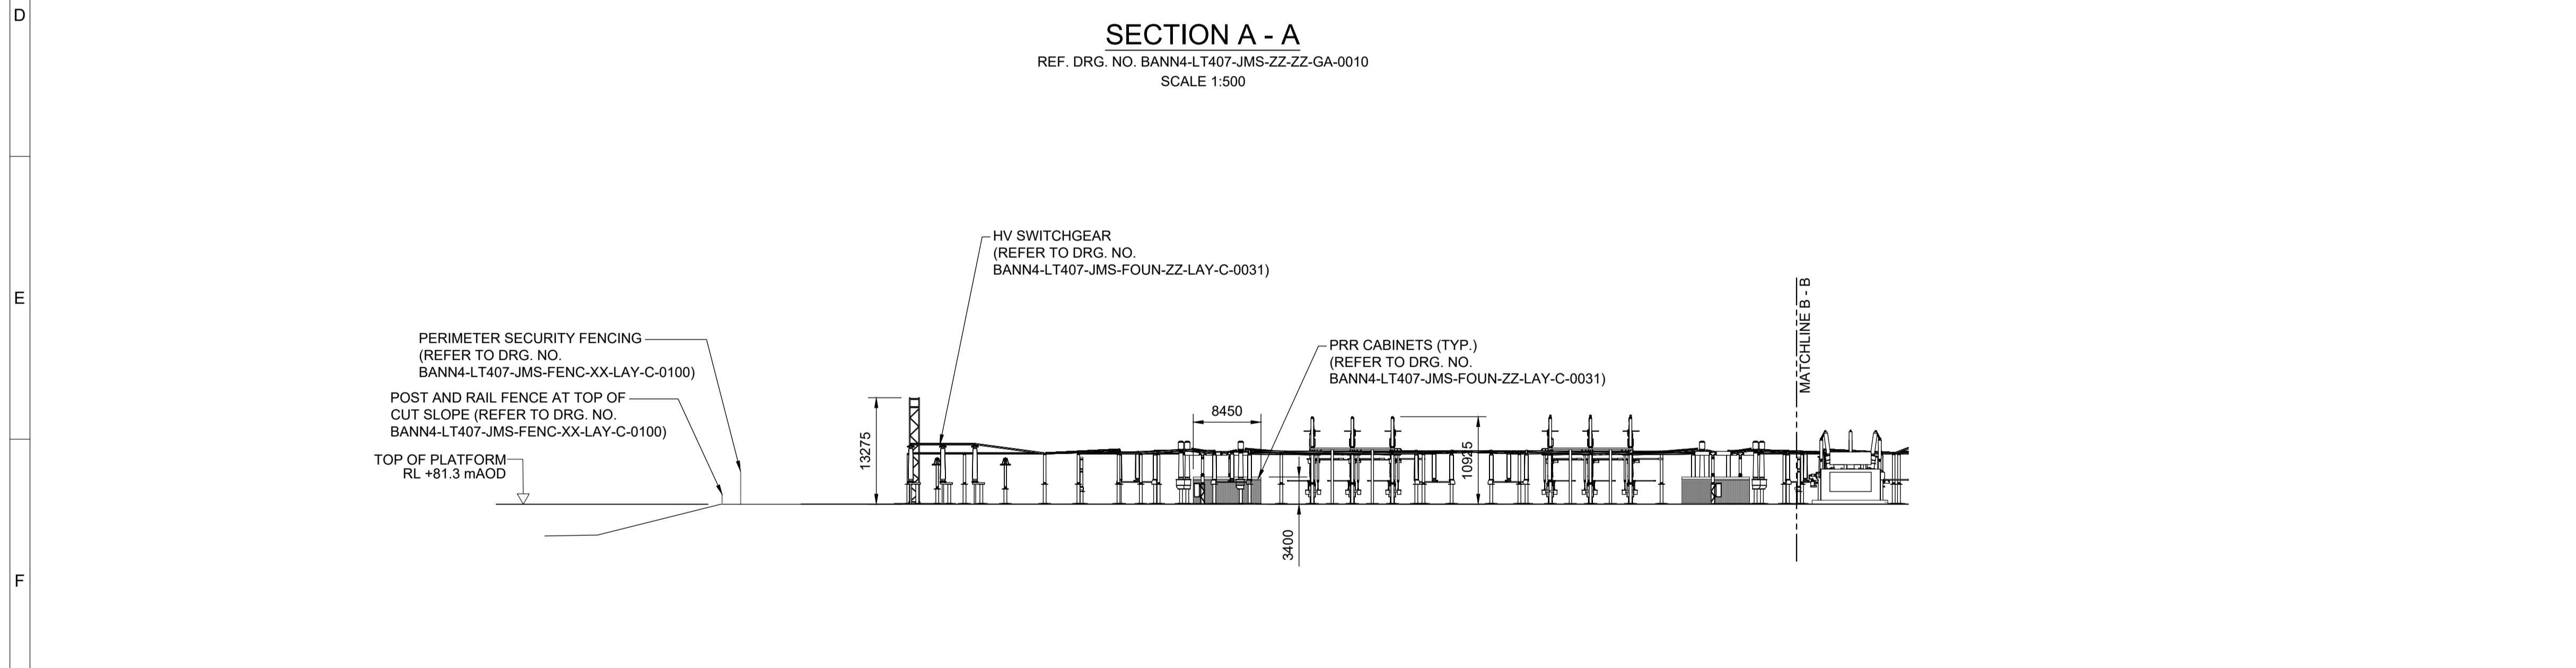 D
SECTION A - A
REF. DRG. NO. BANN4-LT407-JMS-ZZ-ZZ-GA-0010
SCALE 1:500
E
HV SWITCHGEAR
(REFER TO DRG. NO.
BANN4-LT407-JMS-FOUN-ZZ-LAY-C-0031)
PERIMETER SECURITY FENCING
(REFER TO DRG. NO.
BANN4-LT407-JMS-FENC-XX-LAY-C-0100)
POST AND RAIL FENCE AT TOP OF
CUT SLOPE (REFER TO DRG. NO.
BANN4-LT407-JMS-FENC-XX-LAY-C-0100)
TOP OF PLATFORM
RL +81.3 mAOD
13275
8450
PRR CABINETS (TYP.)
(REFER TO DRG. NO.
BANN4-LT407-JMS-FOUN-ZZ-LAY-C-0031)
10925
3400
MATCHLINE B - B
F